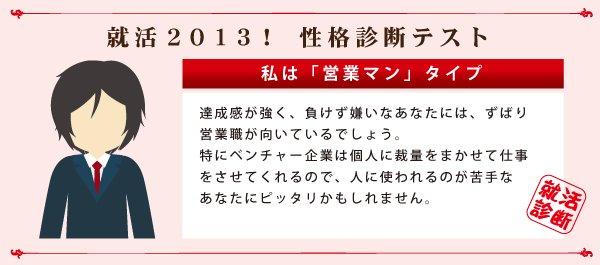 就活2013! 性格診断テスト
私は「営業マン」タイプ
達成感が強く、負けず嫌いなあなたには、ずばり
営業職が向いているでしょう。
特にベンチャー企業は個人に裁量をまかせて仕事
をさせてくれるので、人に使われるのが苦手な
あなたにピッタリかもしれません。
就活
診断